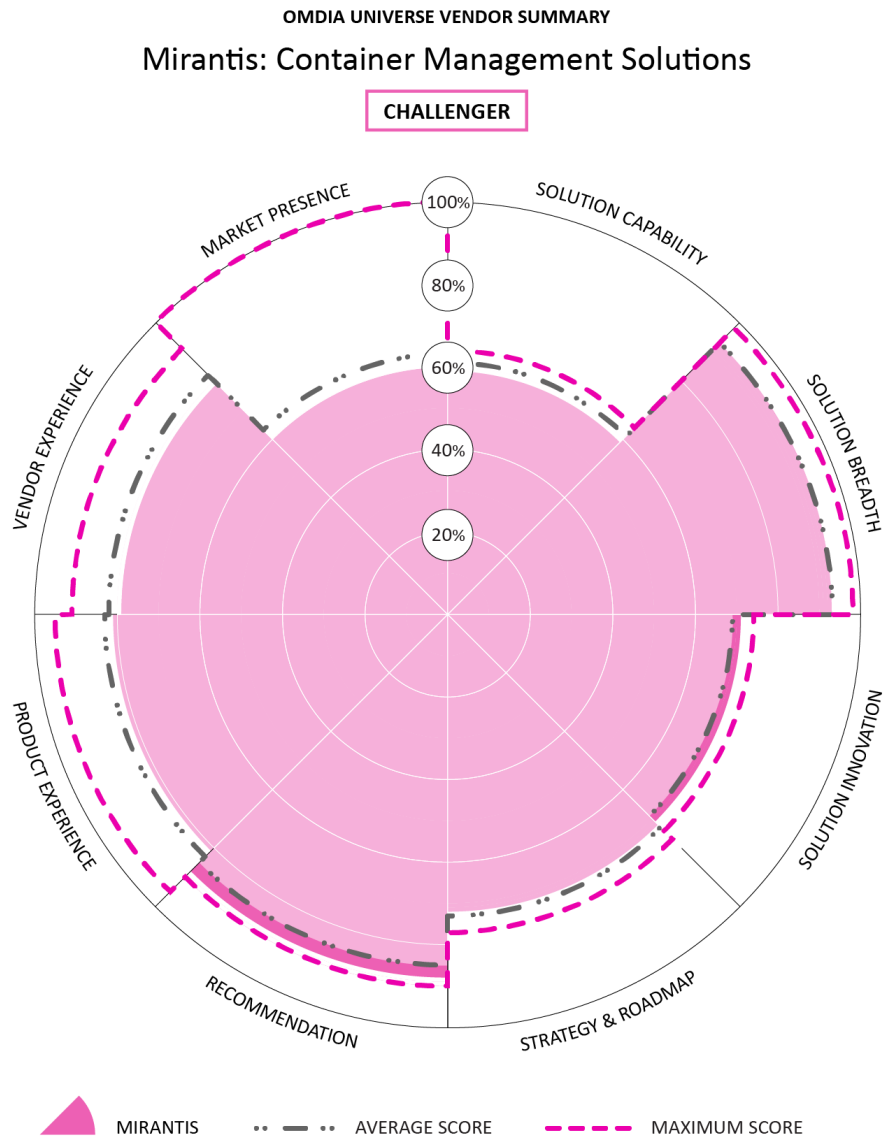 OMDIA UNIVERSE VENDOR SUMMARY
Mirantis: Container Management Solutions
CHALLENGER
MARKET PRESENCE
SOLUTION CAPABILITY
VENDOR EXPERIENCE
SOLUTION BREADTH
100%
80%
60%
40%
20%
PRODUCT EXPERIENCE
SOLUTION INNOVATION
RECOMMENDATION
STRATEGY & ROADMAP
MIRANTIS
AVERAGE SCORE
MAXIMUM SCORE